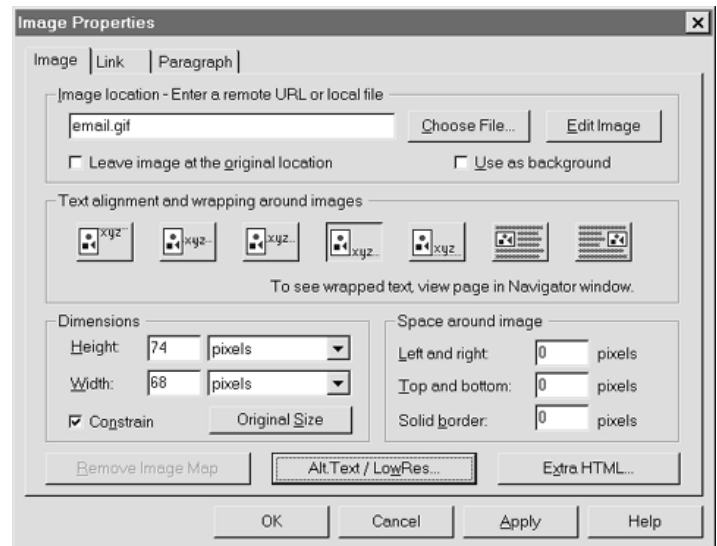 Image Properties
Image Link Paragraph
Image location - Enter a remote URL or local file
email.gif Choose File... Edit Image
Leave image at the original location Use as background
Text alignment and wrapping around images
xyz xyz xyz xyz xyz
To see wrapped text, view page in Navigator window.
Dimensions Space around image
Height: 74 pixels Left and right: 0 pixels
Width: 68 pixels Top and bottom: 0 pixels
Constrain Original Size Solid border: 0 pixels
Remove Image Map Alt.Text / LowRes... Extra HTML...
OK Cancel Apply Help